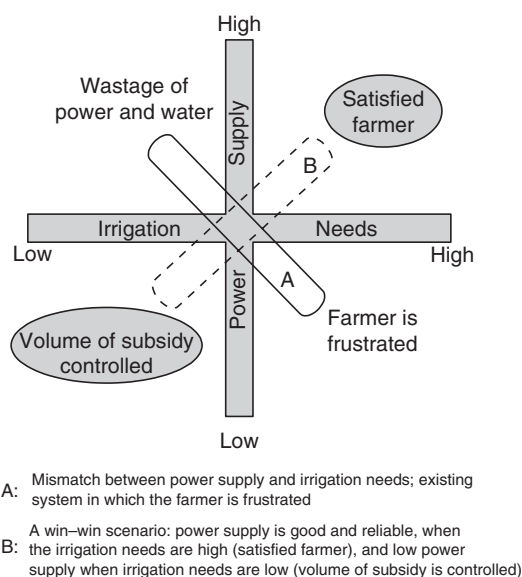 High
Wastage of
power and water
Satisfied
farmer
Supply
B
Irrigation
Needs
Low
High
Power
A
Volume of subsidy
controlled
Farmer is
frustrated
Low
A: Mismatch between power supply and irrigation needs; existing
system in which the farmer is frustrated
B: A win–win scenario: power supply is good and reliable, when
the irrigation needs are high (satisfied farmer), and low power
supply when irrigation needs are low (volume of subsidy is controlled)